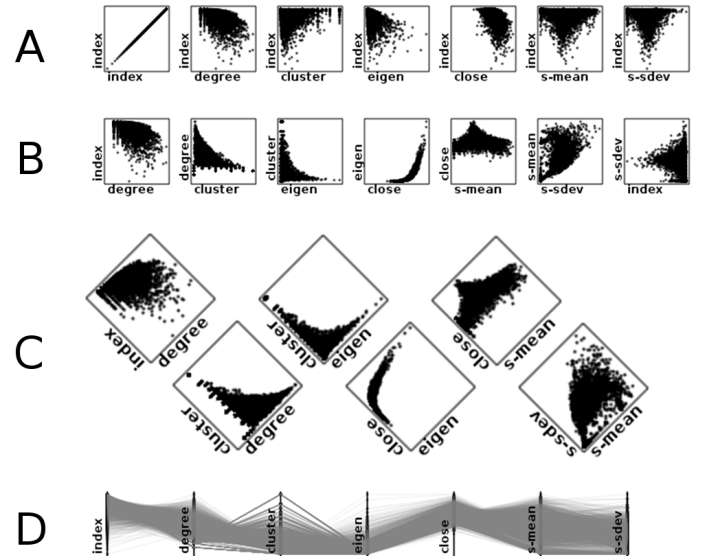 A
index index index index index index index
index degree cluster eigen close s-mean s-sdev
B
index degree cluster eigen close s-mean s-sdev
degree cluster eigen close s-mean s-sdev index
C
index degree cluster eigen close s-mean
cluster degree close eigen s-sdev s-mean
D
index degree cluster eigen close s-mean s-sdev